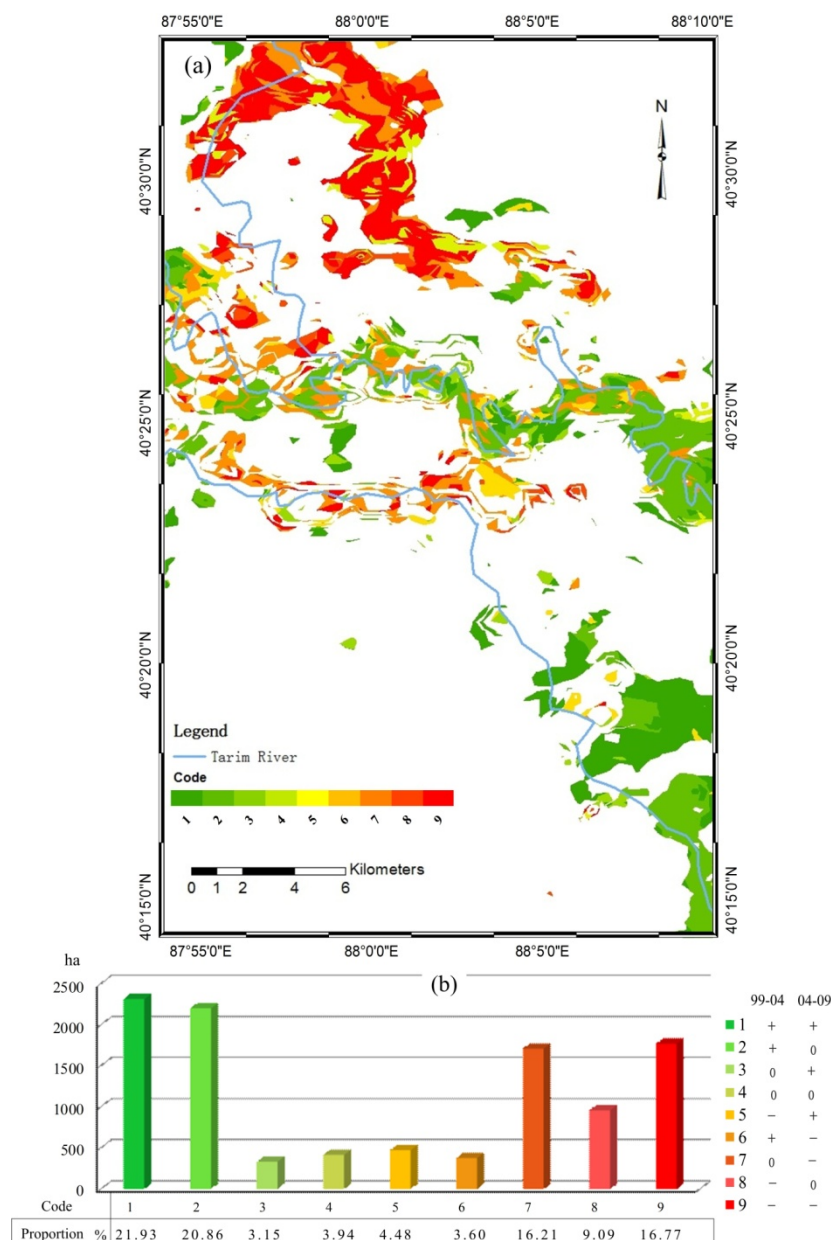 87°55'0"E 88°0'0"E 88°5'0"E 88°10'0"E
(a)
N
40°30'0"N 40°30'0"N
40°25'0"N 40°25'0"N
40°20'0"N 40°20'0"N
Legend
Tarim River
Code
1 2 3 4 5 6 7 8 9
Kilometers
0 1 2 4 6
40°15'0"N 40°15'0"N
87°55'0"E 88°0'0"E 88°5'0"E
ha
(b)
2500
2000
1500
1000
500
0
99-04 04-09
1 + +
2 + 0
3 0 +
4 0 0
5 – +
6 + –
7 0 –
8 – 0
9 – –
Code 1 2 3 4 5 6 7 8 9
Proportion % 21.93 20.86 3.15 3.94 4.48 3.60 16.21 9.09 16.77